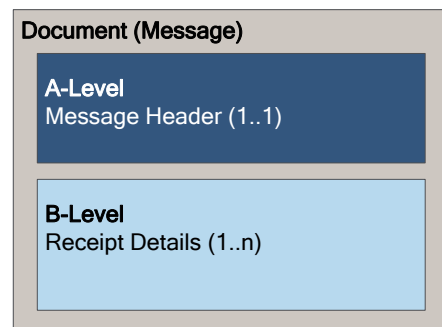 Document (Message)
A-Level
Message Header (1..1)
B-Level
Receipt Details (1..n)